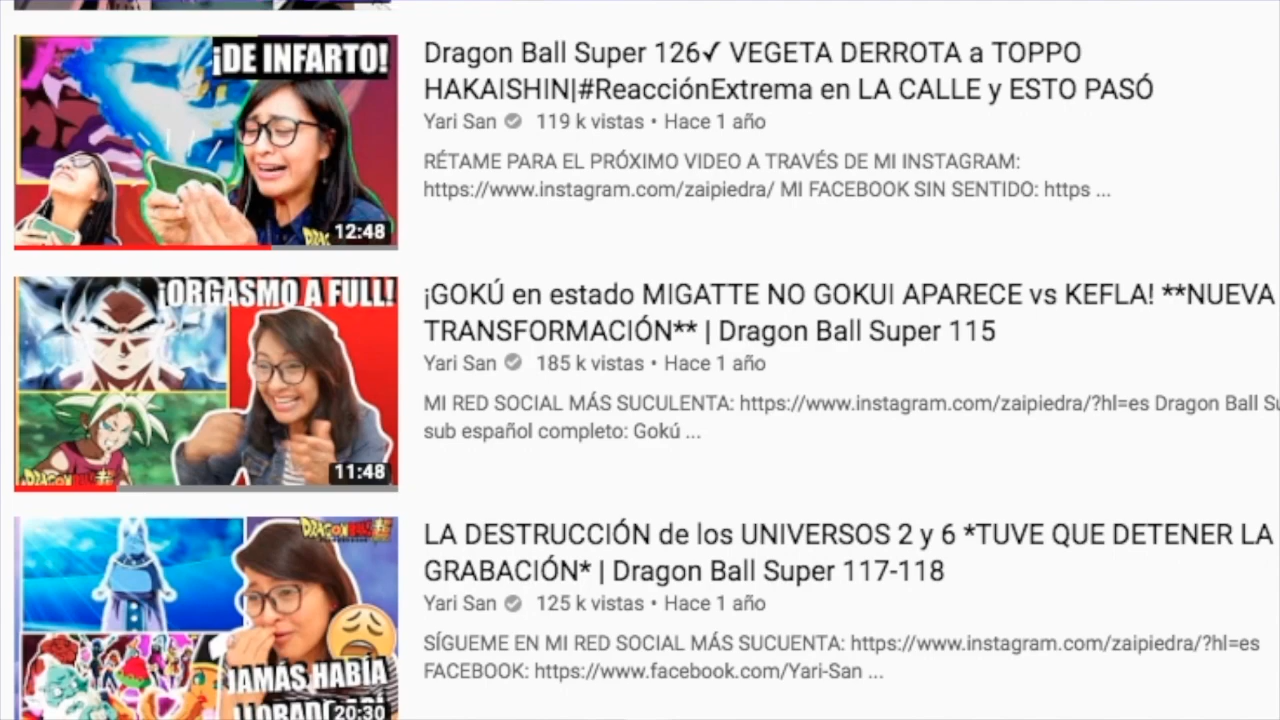 ¡DE INFARTO!
12:48
Dragon Ball Super 126✓ VEGETA DERROTA a TOPPO
HAKAISHIN|#ReacciónExtrema en LA CALLE y ESTO PASÓ
Yari San 119 k vistas • Hace 1 año
RÉTAME PARA EL PRÓXIMO VIDEO A TRAVÉS DE MI INSTAGRAM:
https://www.instagram.com/zaipiedra/ MI FACEBOOK SIN SENTIDO: https ...
¡ORGASMO A FULL!
DRAGON BALL
11:48
¡GOKÚ en estado MIGATTE NO GOKUI APARECE vs KEFLA! **NUEVA
TRANSFORMACIÓN** | Dragon Ball Super 115
Yari San 185 k vistas • Hace 1 año
MI RED SOCIAL MÁS SUCULENTA: https://www.instagram.com/zaipiedra/?hl=es Dragon Ball Su
sub español completo: Gokú ...
DRAGON BALL
JAMÁS HABÍA
20:30
LA DESTRUCCIÓN de los UNIVERSOS 2 y 6 *TUVE QUE DETENER LA
GRABACIÓN* | Dragon Ball Super 117-118
Yari San 125 k vistas • Hace 1 año
SÍGUEME EN MI RED SOCIAL MÁS SUCUENTA: https://www.instagram.com/zaipiedra/?hl=es
FACEBOOK: https://www.facebook.com/Yari-San ...